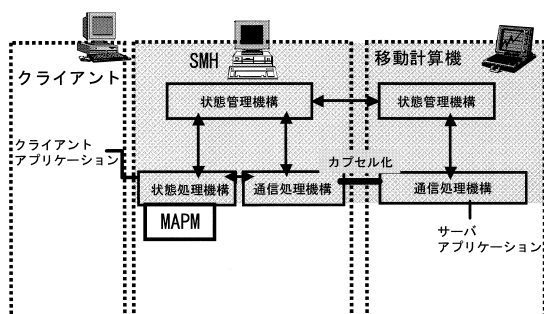 クライアント
SMH
移動計算機
状態管理機構
状態管理機構
クライアント
アプリケーション
カプセル化
状態処理機構
通信処理機構
通信処理機構
MAPM
サーバ
アプリケーション